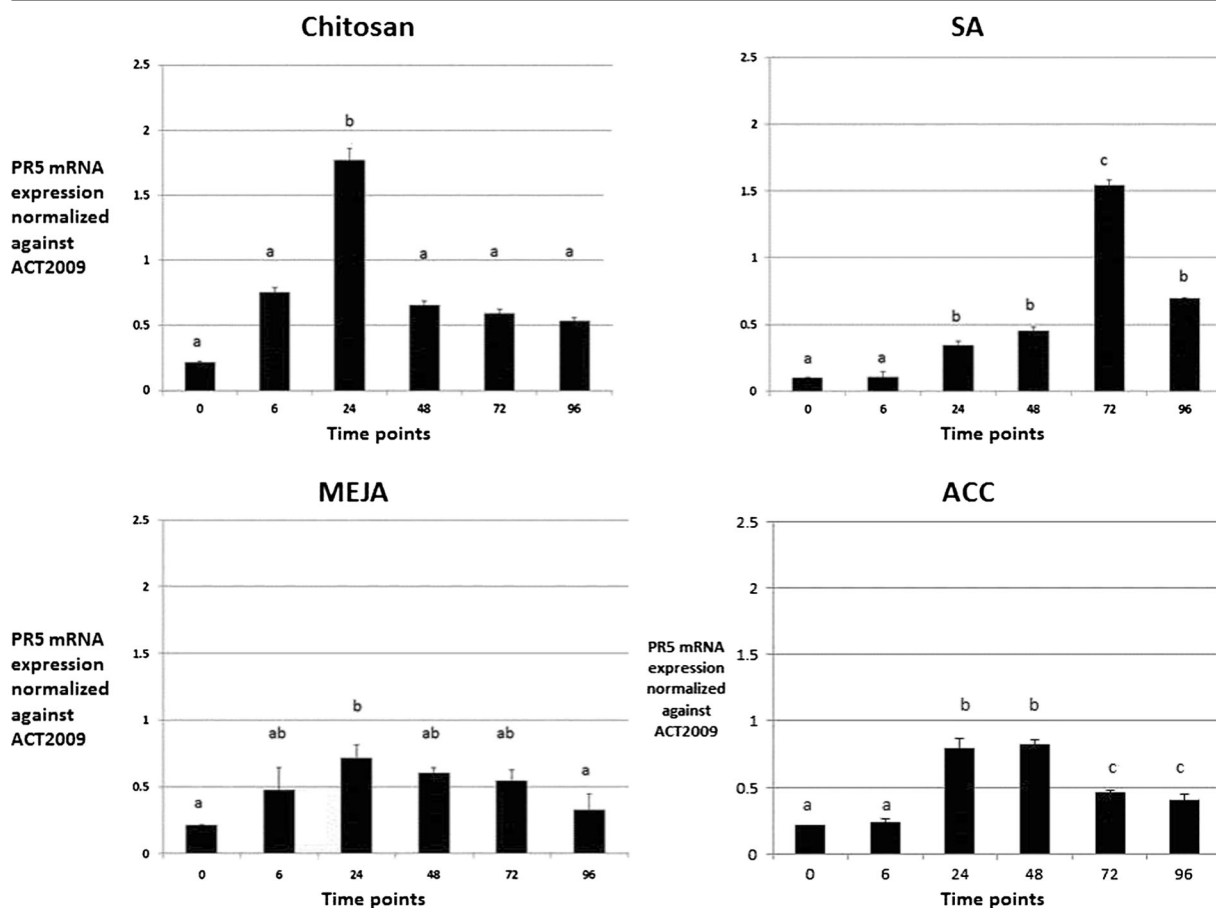 Chitosan
PR5 mRNA
expression
normalized
against
ACT2009
2.5
2
1.5
1
0.5
0
a
a
b
a
a
a
0 6 24 48 72 96
Time points
SA
2.5
2
1.5
1
0.5
0
a
a
b
b
c
b
0 6 24 48 72 96
Time points
MEJA
PR5 mRNA
expression
normalized
against
ACT2009
2.5
2
1.5
1
0.5
0
a
ab
b
ab
ab
a
0 6 24 48 72 96
Time points
ACC
PR5 mRNA
expression
normalized
against
ACT2009
2.5
2
1.5
1
0.5
0
a
a
b
b
c
c
0 6 24 48 72 96
Time points